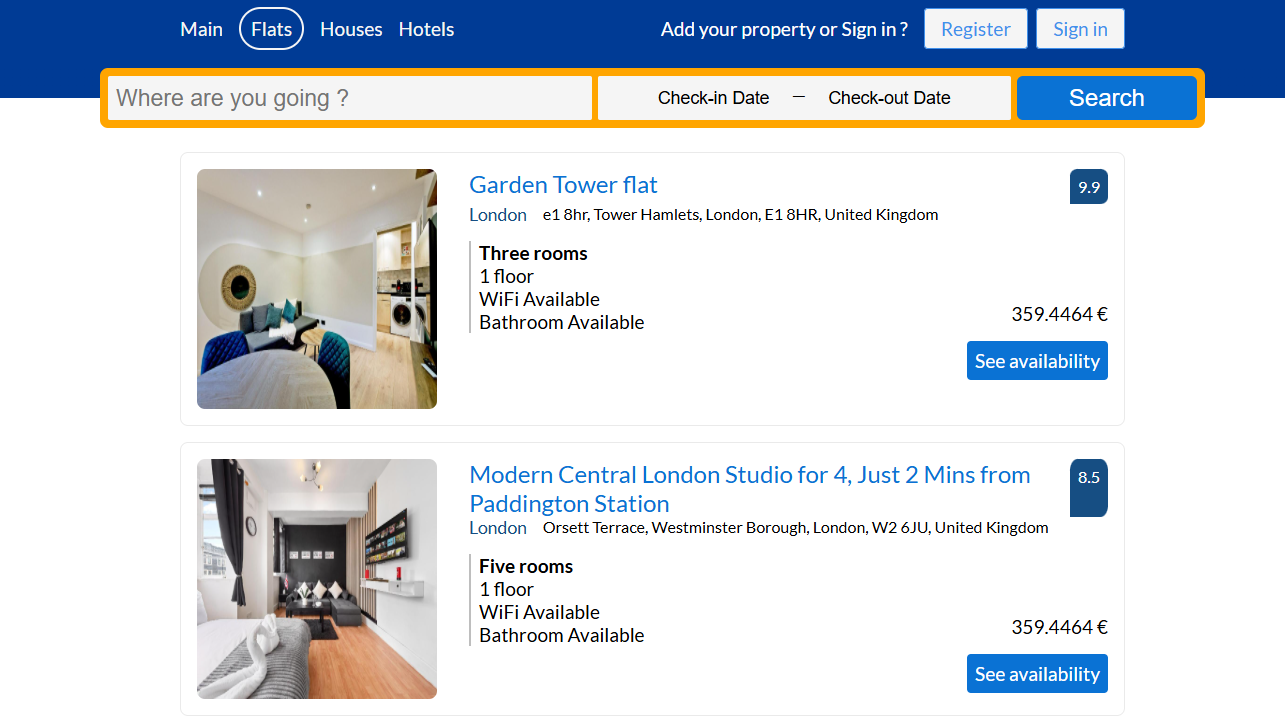 Main Flats Houses Hotels Add your property or Sign in ? Register Sign in
Where are you going ? Check-in Date — Check-out Date Search
Garden Tower flat 9.9
London e1 8hr, Tower Hamlets, London, E1 8HR, United Kingdom
Three rooms
1 floor
WiFi Available
Bathroom Available
359.4464 €
See availability
Modern Central London Studio for 4, Just 2 Mins from 8.5
Paddington Station
London Orsett Terrace, Westminster Borough, London, W2 6JU, United Kingdom
Five rooms
1 floor
WiFi Available
Bathroom Available
359.4464 €
See availability